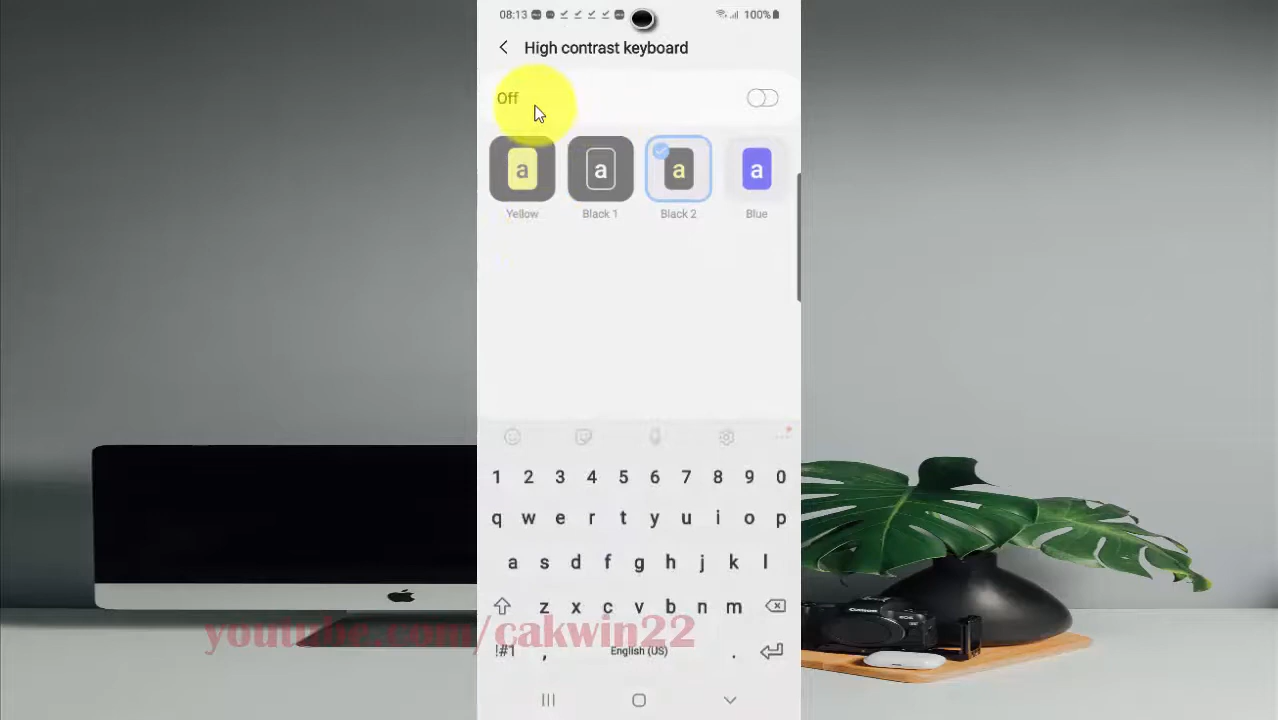 08:13
100%
High contrast keyboard
Off
a a a a
Yellow Black 1 Black 2 Blue
1 2 3 4 5 6 7 8 9 0
q w e r t y u i o p
a s d f g h j k l
z x c v b n m
!#1 , English (US) .
youtube.com/cakwin22
Canon